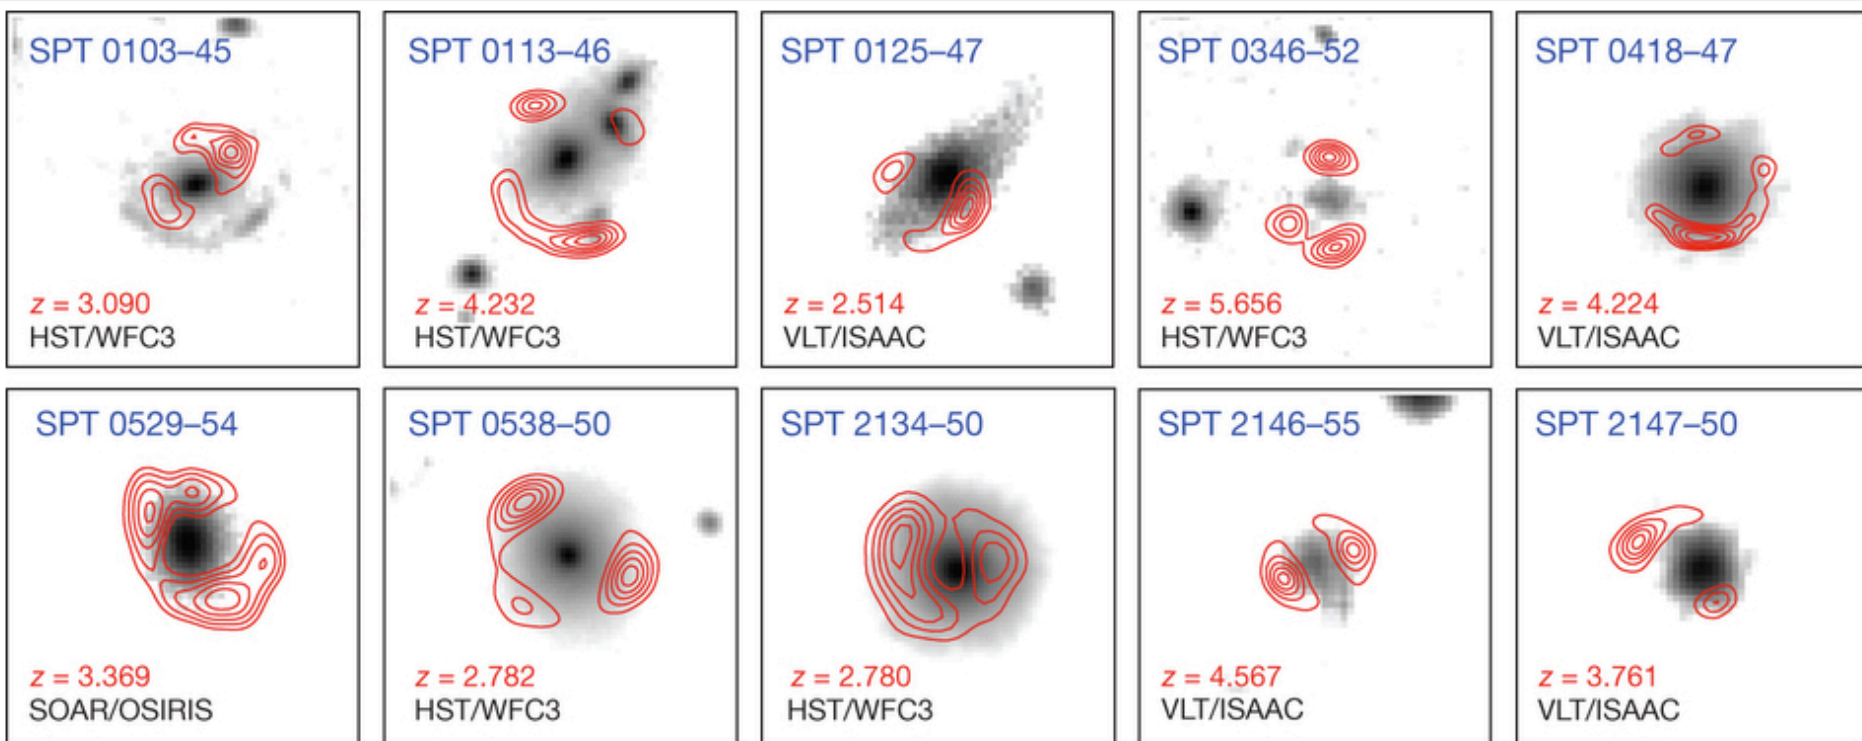 SPT 0103–45
z = 3.090
HST/WFC3
SPT 0113–46
z = 4.232
HST/WFC3
SPT 0125–47
z = 2.514
VLT/ISAAC
SPT 0346–52
z = 5.656
HST/WFC3
SPT 0418–47
z = 4.224
VLT/ISAAC
SPT 0529–54
z = 3.369
SOAR/OSIRIS
SPT 0538–50
z = 2.782
HST/WFC3
SPT 2134–50
z = 2.780
HST/WFC3
SPT 2146–55
z = 4.567
VLT/ISAAC
SPT 2147–50
z = 3.761
VLT/ISAAC